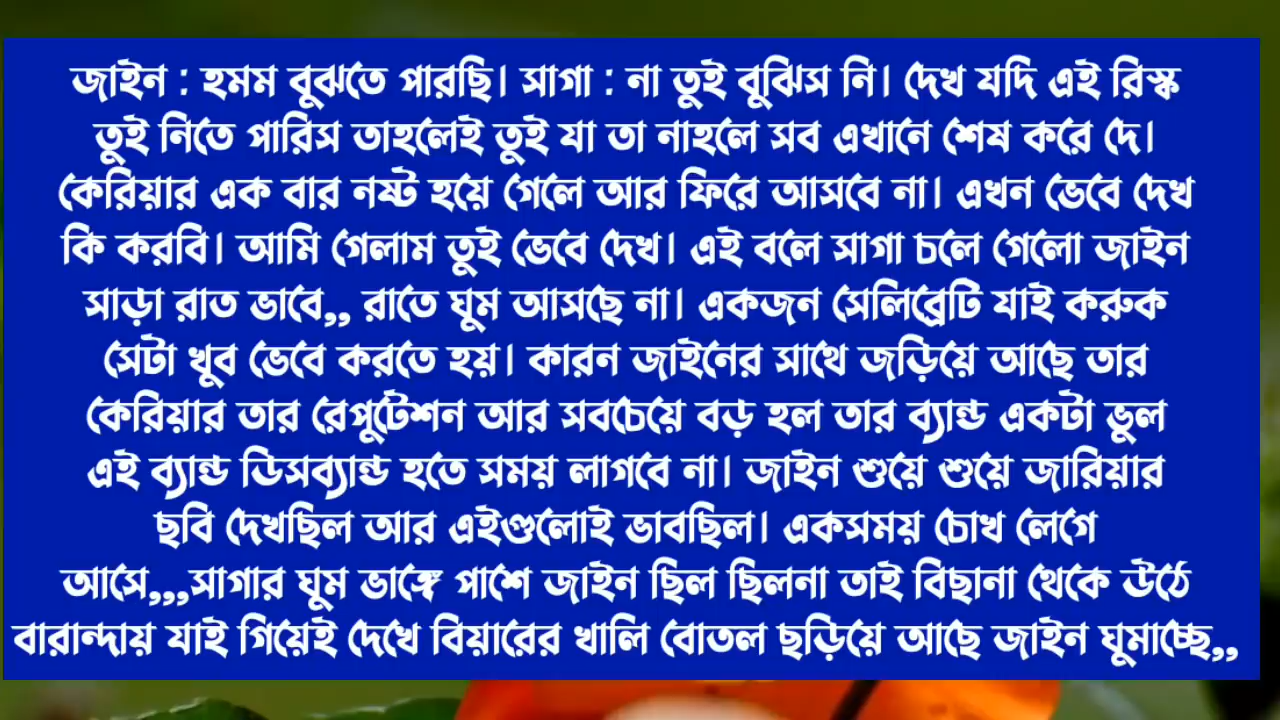 জাইন : হমম বুঝতে পারছি। সাগা : না তুই বুঝিস নি। দেখ যদি এই রিস্ক
তুই নিতে পারিস তাহলেই তুই যা তা নাহলে সব এখানে শেষ করে দে।
কেরিয়ার এক বার নষ্ট হয়ে গেলে আর ফিরে আসবে না। এখন ভেবে দেখ
কি করবি। আমি গেলাম তুই ভেবে দেখ। এই বলে সাগা চলে গেলো জাইন
সাড়া রাত ভাবে,, রাতে ঘুম আসছে না। একজন সেলিব্রেটি যাই করুক
সেটা খুব ভেবে করতে হয়। কারন জাইনের সাথে জড়িয়ে আছে তার
কেরিয়ার তার রেপুটেশন আর সবচেয়ে বড় হল তার ব্যান্ড একটা ভুল
এই ব্যান্ড ডিসব্যান্ড হতে সময় লাগবে না। জাইন শুয়ে শুয়ে জারিয়ার
ছবি দেখছিল আর এইগুলোই ভাবছিল। একসময় চোখ লেগে
আসে,,,সাগার ঘুম ভাঙ্গে পাশে জাইন ছিল ছিলনা তাই বিছানা থেকে উঠে
বারান্দায় যাই গিয়েই দেখে বিয়ারের খালি বোতল ছড়িয়ে আছে জাইন ঘুমাচ্ছে,,